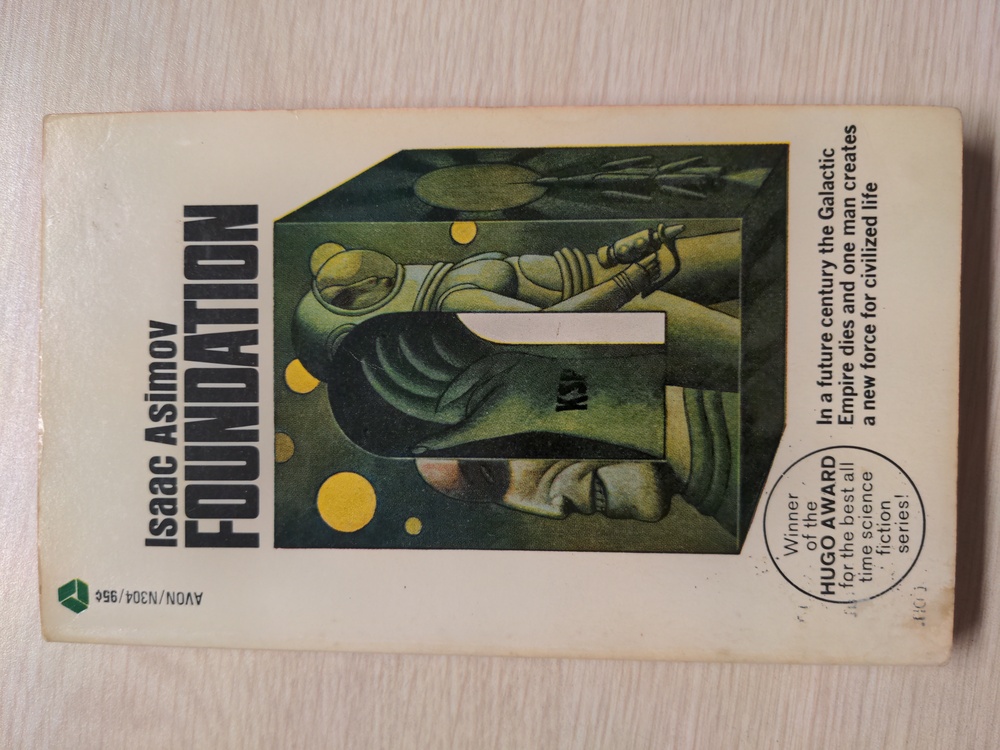 AVON/N304/95¢
Isaac Asimov
FOUNDATION
Winner
of the
HUGO AWARD
for the best all
time science
fiction
series!
In a future century the Galactic
Empire dies and one man creates
a new force for civilized life